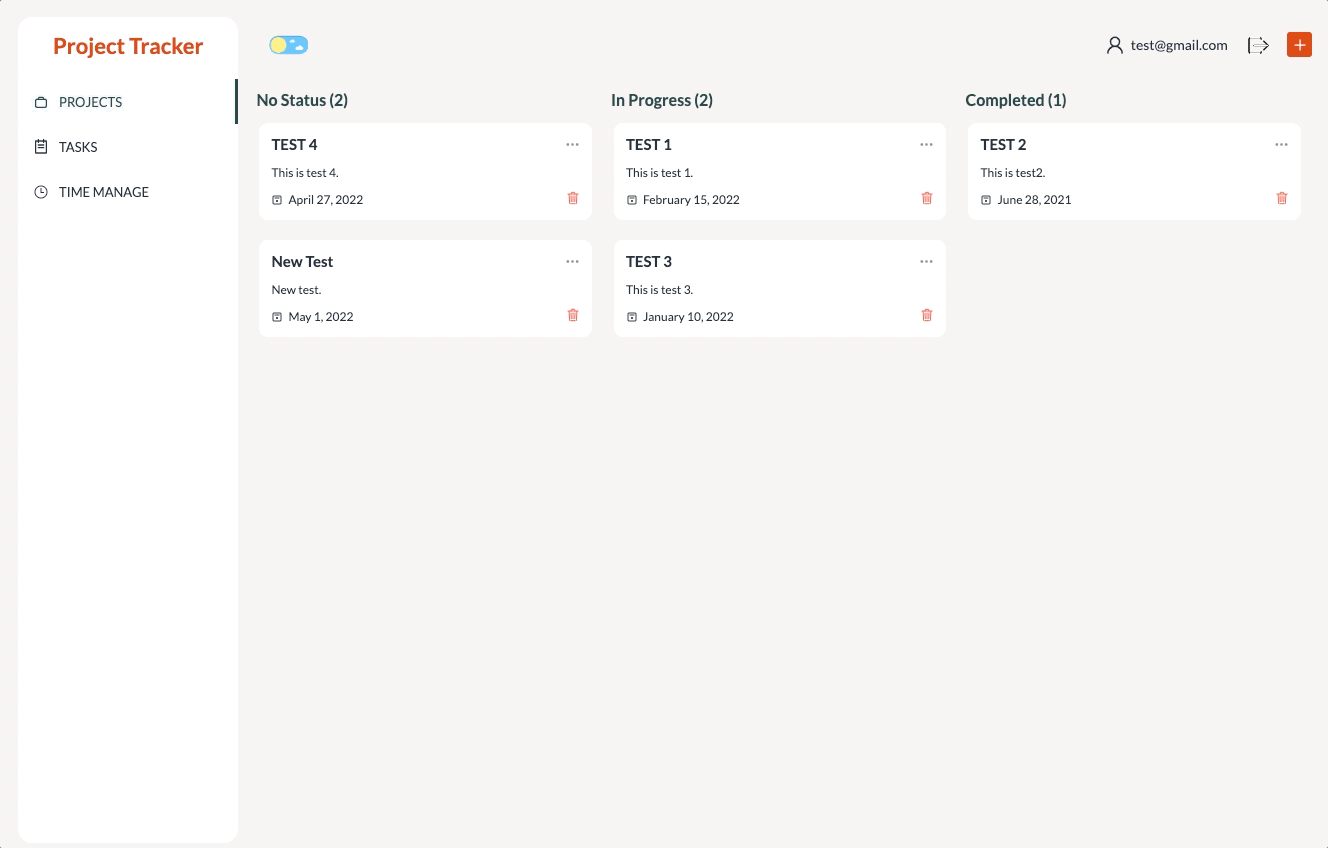 Project Tracker
test@gmail.com
PROJECTS
TASKS
TIME MANAGE
No Status (2)
TEST 4
This is test 4.
April 27, 2022
New Test
New test.
May 1, 2022
In Progress (2)
TEST 1
This is test 1.
February 15, 2022
TEST 3
This is test 3.
January 10, 2022
Completed (1)
TEST 2
This is test2.
June 28, 2021